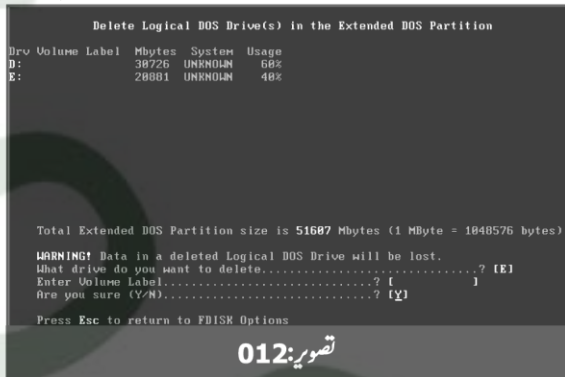 Delete Logical DOS Drive(s) in the Extended DOS Partition
Drv Volume Label  Mbytes  System  Usage
D:                30726  UNKNOWN   60%
E:                20881  UNKNOWN   40%
Total Extended DOS Partition size is 51607 Mbytes (1 MByte = 1048576 bytes)
WARNING! Data in a deleted Logical DOS Drive will be lost.
What drive do you want to delete...............................? [E]
Enter Volume Label..............................? [           ]
Are you sure (Y/N)..............................? [Y]
Press Esc to return to FDISK Options
تصویر:012